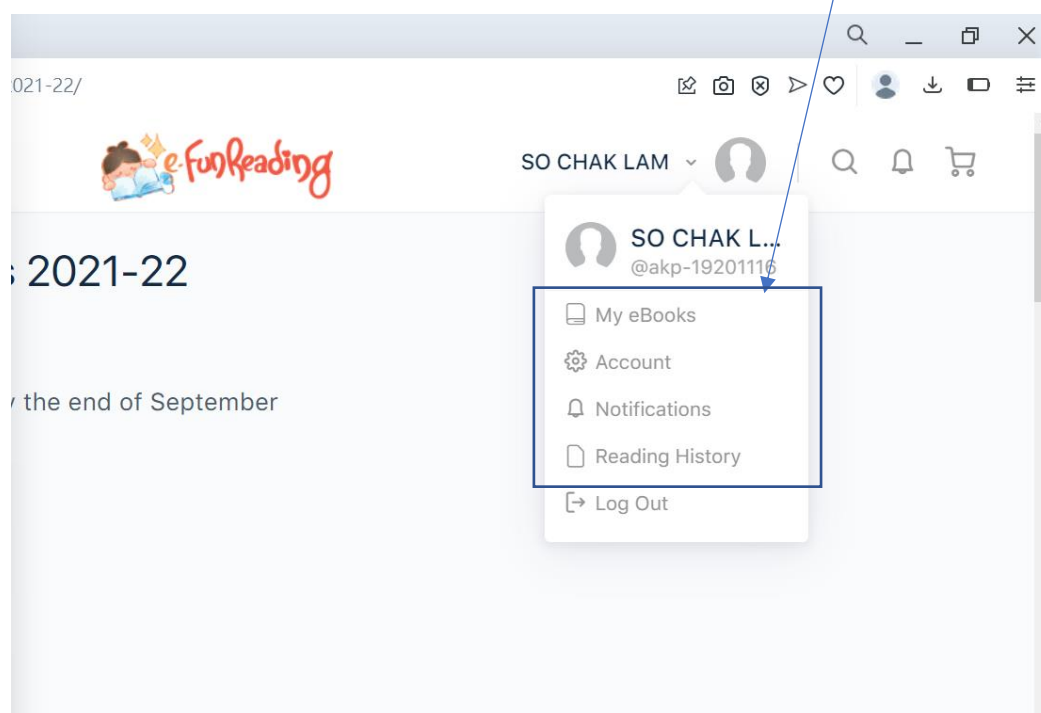 021-22/
e-FunReading
SO CHAK LAM
SO CHAK L...
@akp-19201116
2021-22
My eBooks
Account
the end of September
Notifications
Reading History
Log Out